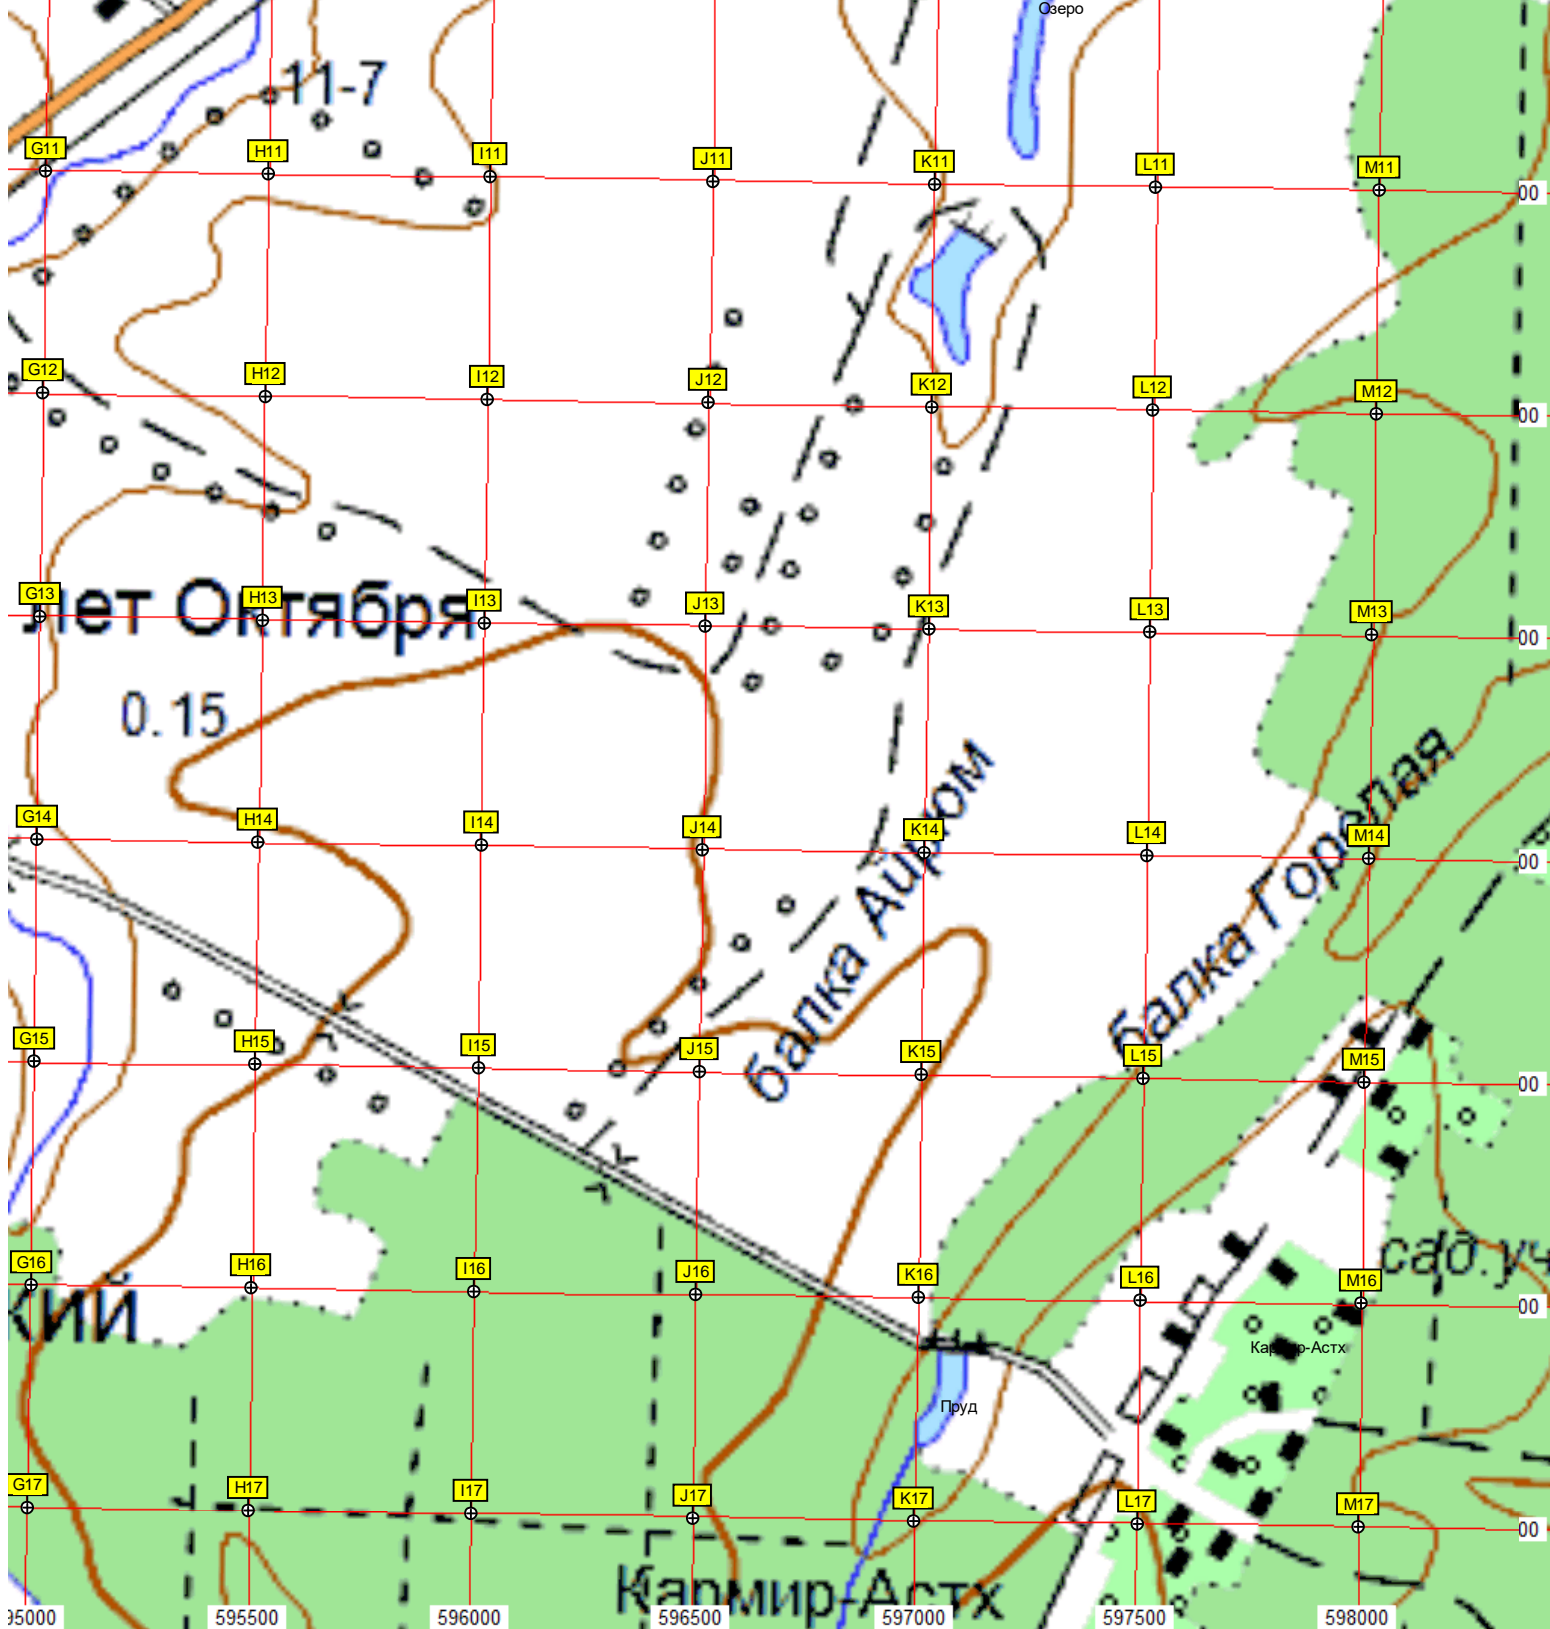 Озеро
11-7
G11 H11 I11 J11 K11 L11 M11
00
G12 H12 I12 J12 K12 L12 M12
00
лет Октября
G13 H13 I13 J13 K13 L13 M13
00
0.15
G14 H14 I14 J14 K14 L14 M14
00
балка Айрюм
балка Горелая
G15 H15 I15 J15 K15 L15 M15
00
сад.уч
G16 H16 I16 J16 K16 L16 M16
00
кий
Кармир-Астх
Пруд
G17 H17 I17 J17 K17 L17 M17
00
Кармир-Астх
95000 595500 596000 596500 597000 597500 598000